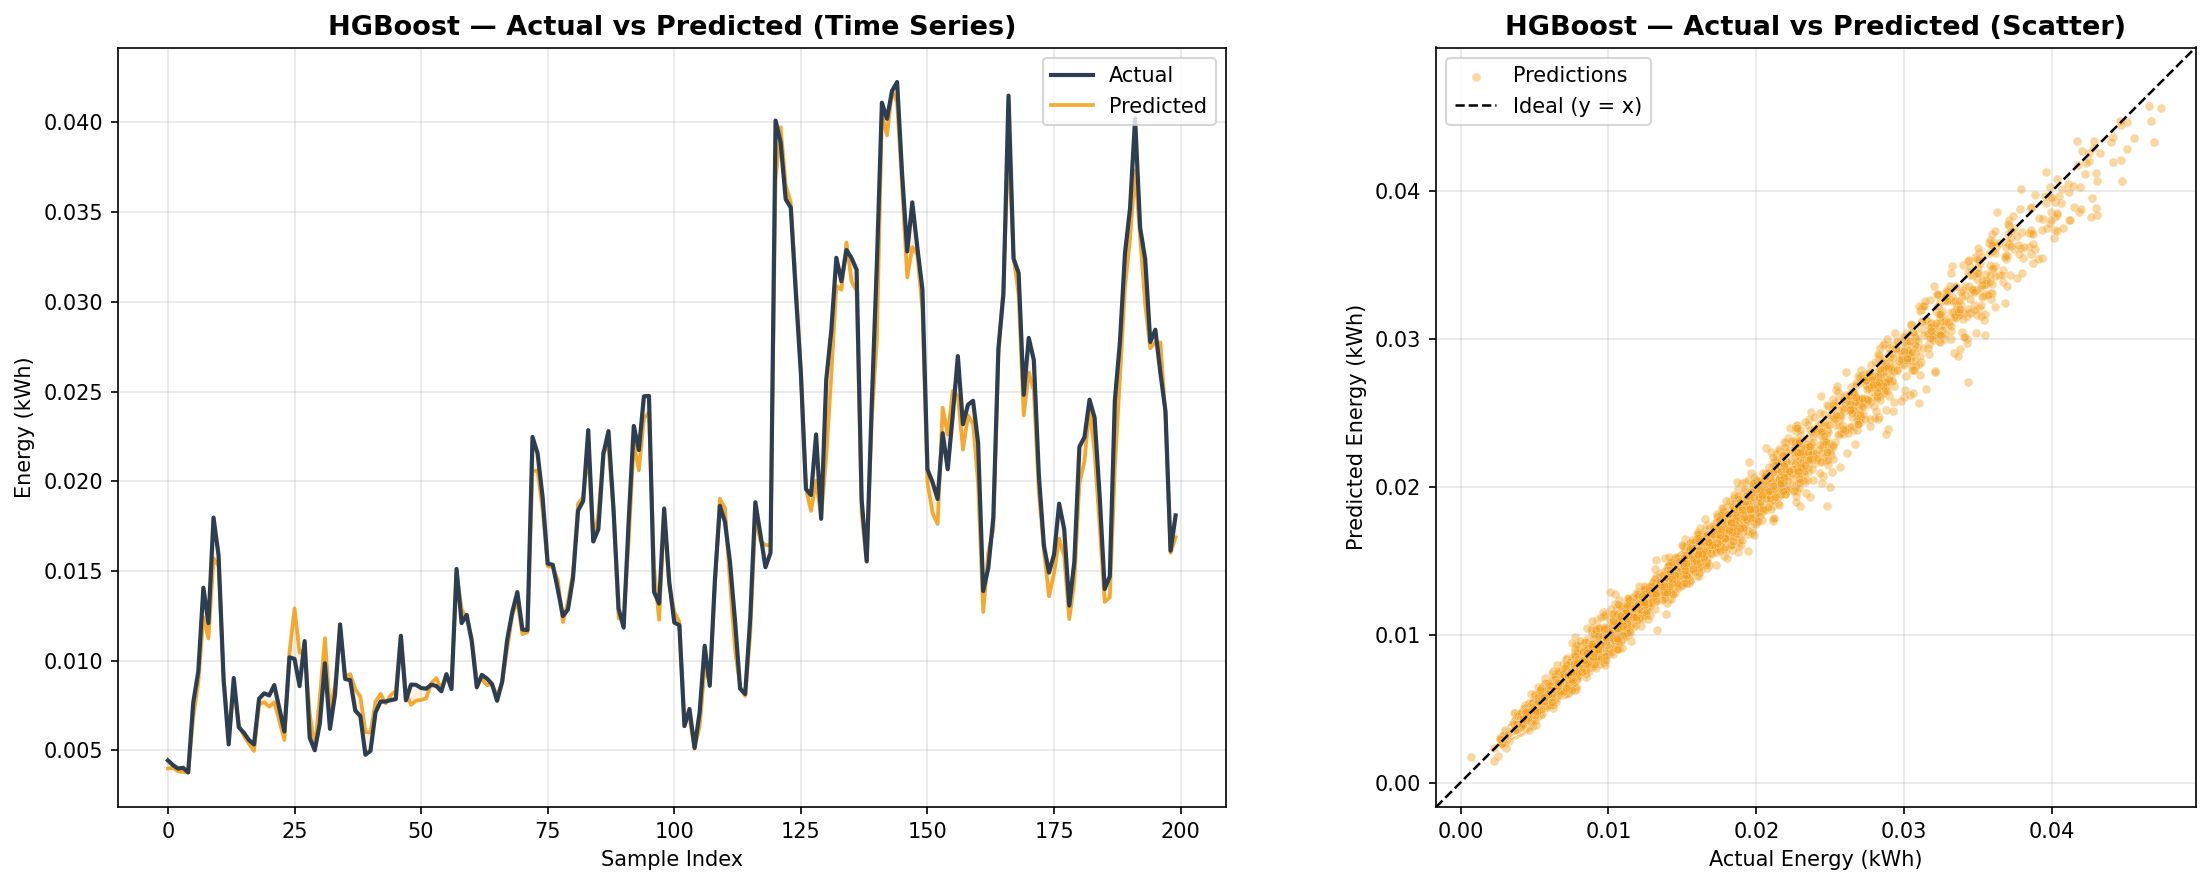 HGBoost — Actual vs Predicted (Time Series)
Actual
Predicted
Energy (kWh)
0.040
0.035
0.030
0.025
0.020
0.015
0.010
0.005
0 25 50 75 100 125 150 175 200
Sample Index
HGBoost — Actual vs Predicted (Scatter)
Predictions
Ideal (y = x)
Predicted Energy (kWh)
0.04
0.03
0.02
0.01
0.00
0.00 0.01 0.02 0.03 0.04
Actual Energy (kWh)